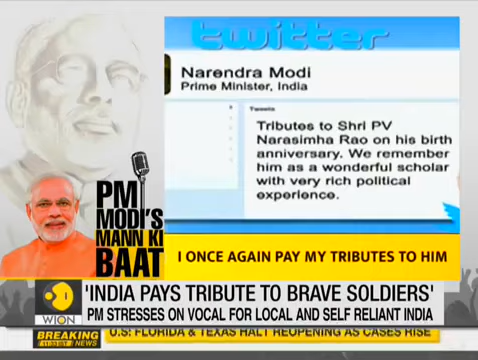 twitter
Narendra Modi
Prime Minister, India
Tweets
Tributes to Shri PV
Narasimha Rao on his birth
anniversary. We remember
him as a wonderful scholar
with very rich political
experience.
PM
MODI'S
MANN KI
BAAT
I ONCE AGAIN PAY MY TRIBUTES TO HIM
WION
'INDIA PAYS TRIBUTE TO BRAVE SOLDIERS'
PM STRESSES ON VOCAL FOR LOCAL AND SELF RELIANT INDIA
BREAKING
NEWS
U.S: FLORIDA & TEXAS HALT REOPENING AS CASES RISE